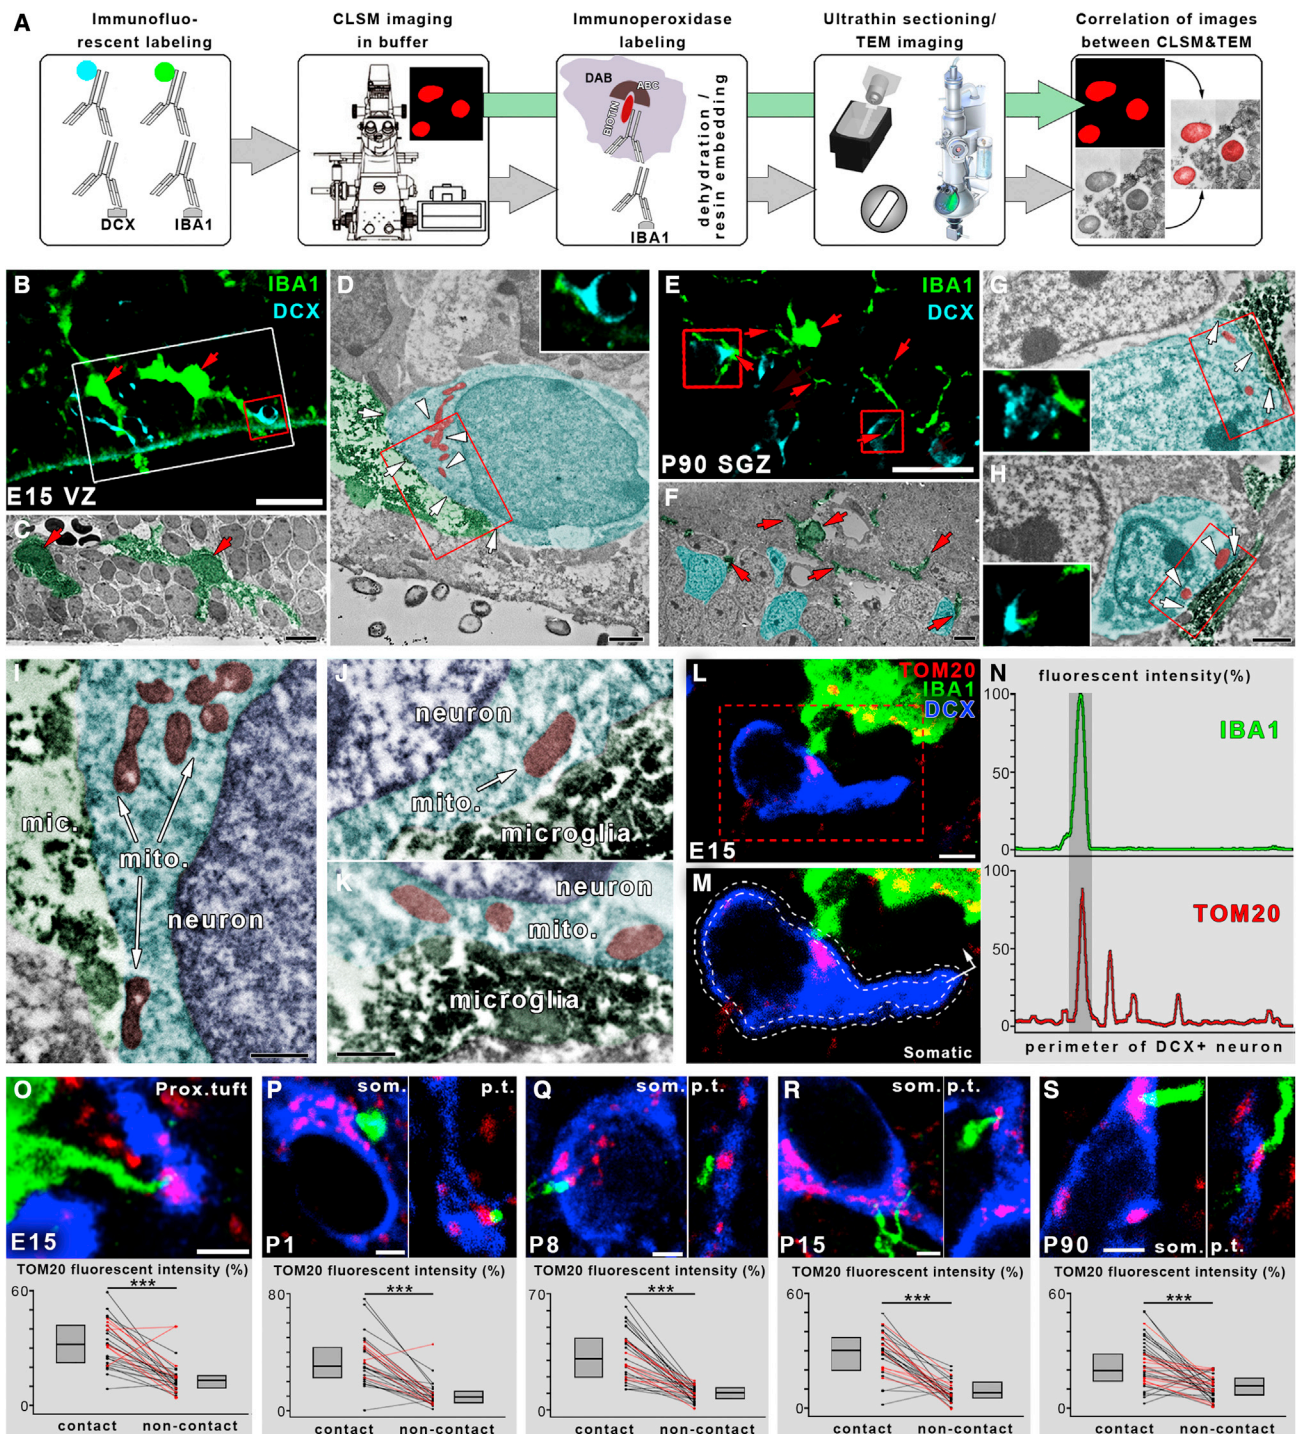 A
Immunofluo-
rescent labeling
CLSM imaging
in buffer
Immunoperoxidase
labeling
Ultrathin sectioning/
TEM imaging
Correlation of images
between CLSM&TEM
DCX
IBA1
DAB
ABC
BIOTIN
IBA1
dehydration /
resin embedding
B
IBA1
DCX
E15 VZ
C
D
E
IBA1
DCX
P90 SGZ
F
G
H
I
mic.
mito.
neuron
J
neuron
mito.
microglia
K
neuron
mito.
microglia
L
TOM20
IBA1
DCX
E15
M
Somatic
N
fluorescent intensity(%)
100
50
0
IBA1
100
50
0
TOM20
perimeter of DCX+ neuron
O
Prox.tuft
E15
P
som.
p.t.
P1
Q
som.
p.t.
P8
R
som.
p.t.
P15
S
P90
som.
p.t.
TOM20 fluorescent intensity (%)
60
***
0
contact
non-contact
TOM20 fluorescent intensity (%)
80
***
0
contact
non-contact
TOM20 fluorescent intensity (%)
70
***
0
contact
non-contact
TOM20 fluorescent intensity (%)
60
***
0
contact
non-contact
TOM20 fluorescent intensity (%)
60
***
0
contact
non-contact